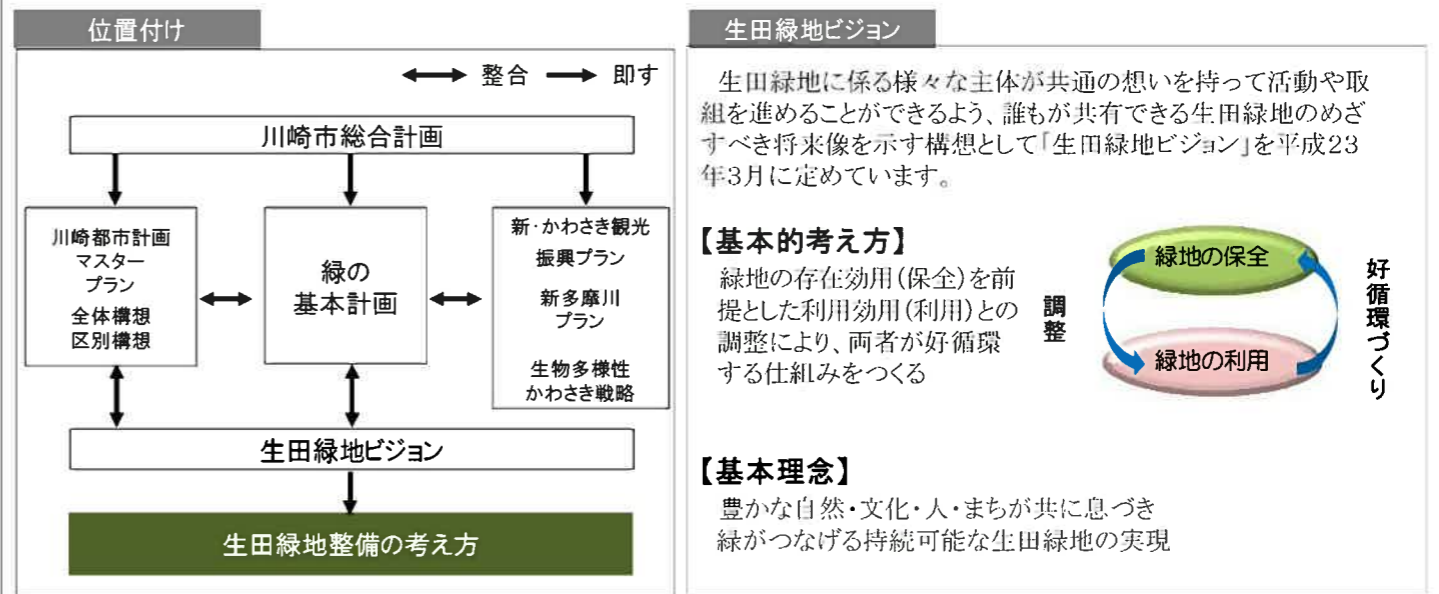 位置付け
整合 即す
川崎市総合計画
川崎都市計画
マスター
プラン
全体構想
区別構想
緑の
基本計画
新・かわさき観光
振興プラン
新多摩川
プラン
生物多様性
かわさき戦略
生田緑地ビジョン
生田緑地整備の考え方
生田緑地ビジョン
生田緑地に係る様々な主体が共通の想いを持って活動や取
組を進めることができるよう、誰もが共有できる生田緑地のめざ
すべき将来像を示す構想として「生田緑地ビジョン」を平成23
年3月に定めています。
【基本的考え方】
緑地の存在効用(保全)を前
提とした利用効用(利用)との
調整により、両者が好循環
する仕組みをつくる
調整
緑地の保全
緑地の利用
好循環づくり
【基本理念】
豊かな自然・文化・人・まちが共に息づき
緑がつなげる持続可能な生田緑地の実現